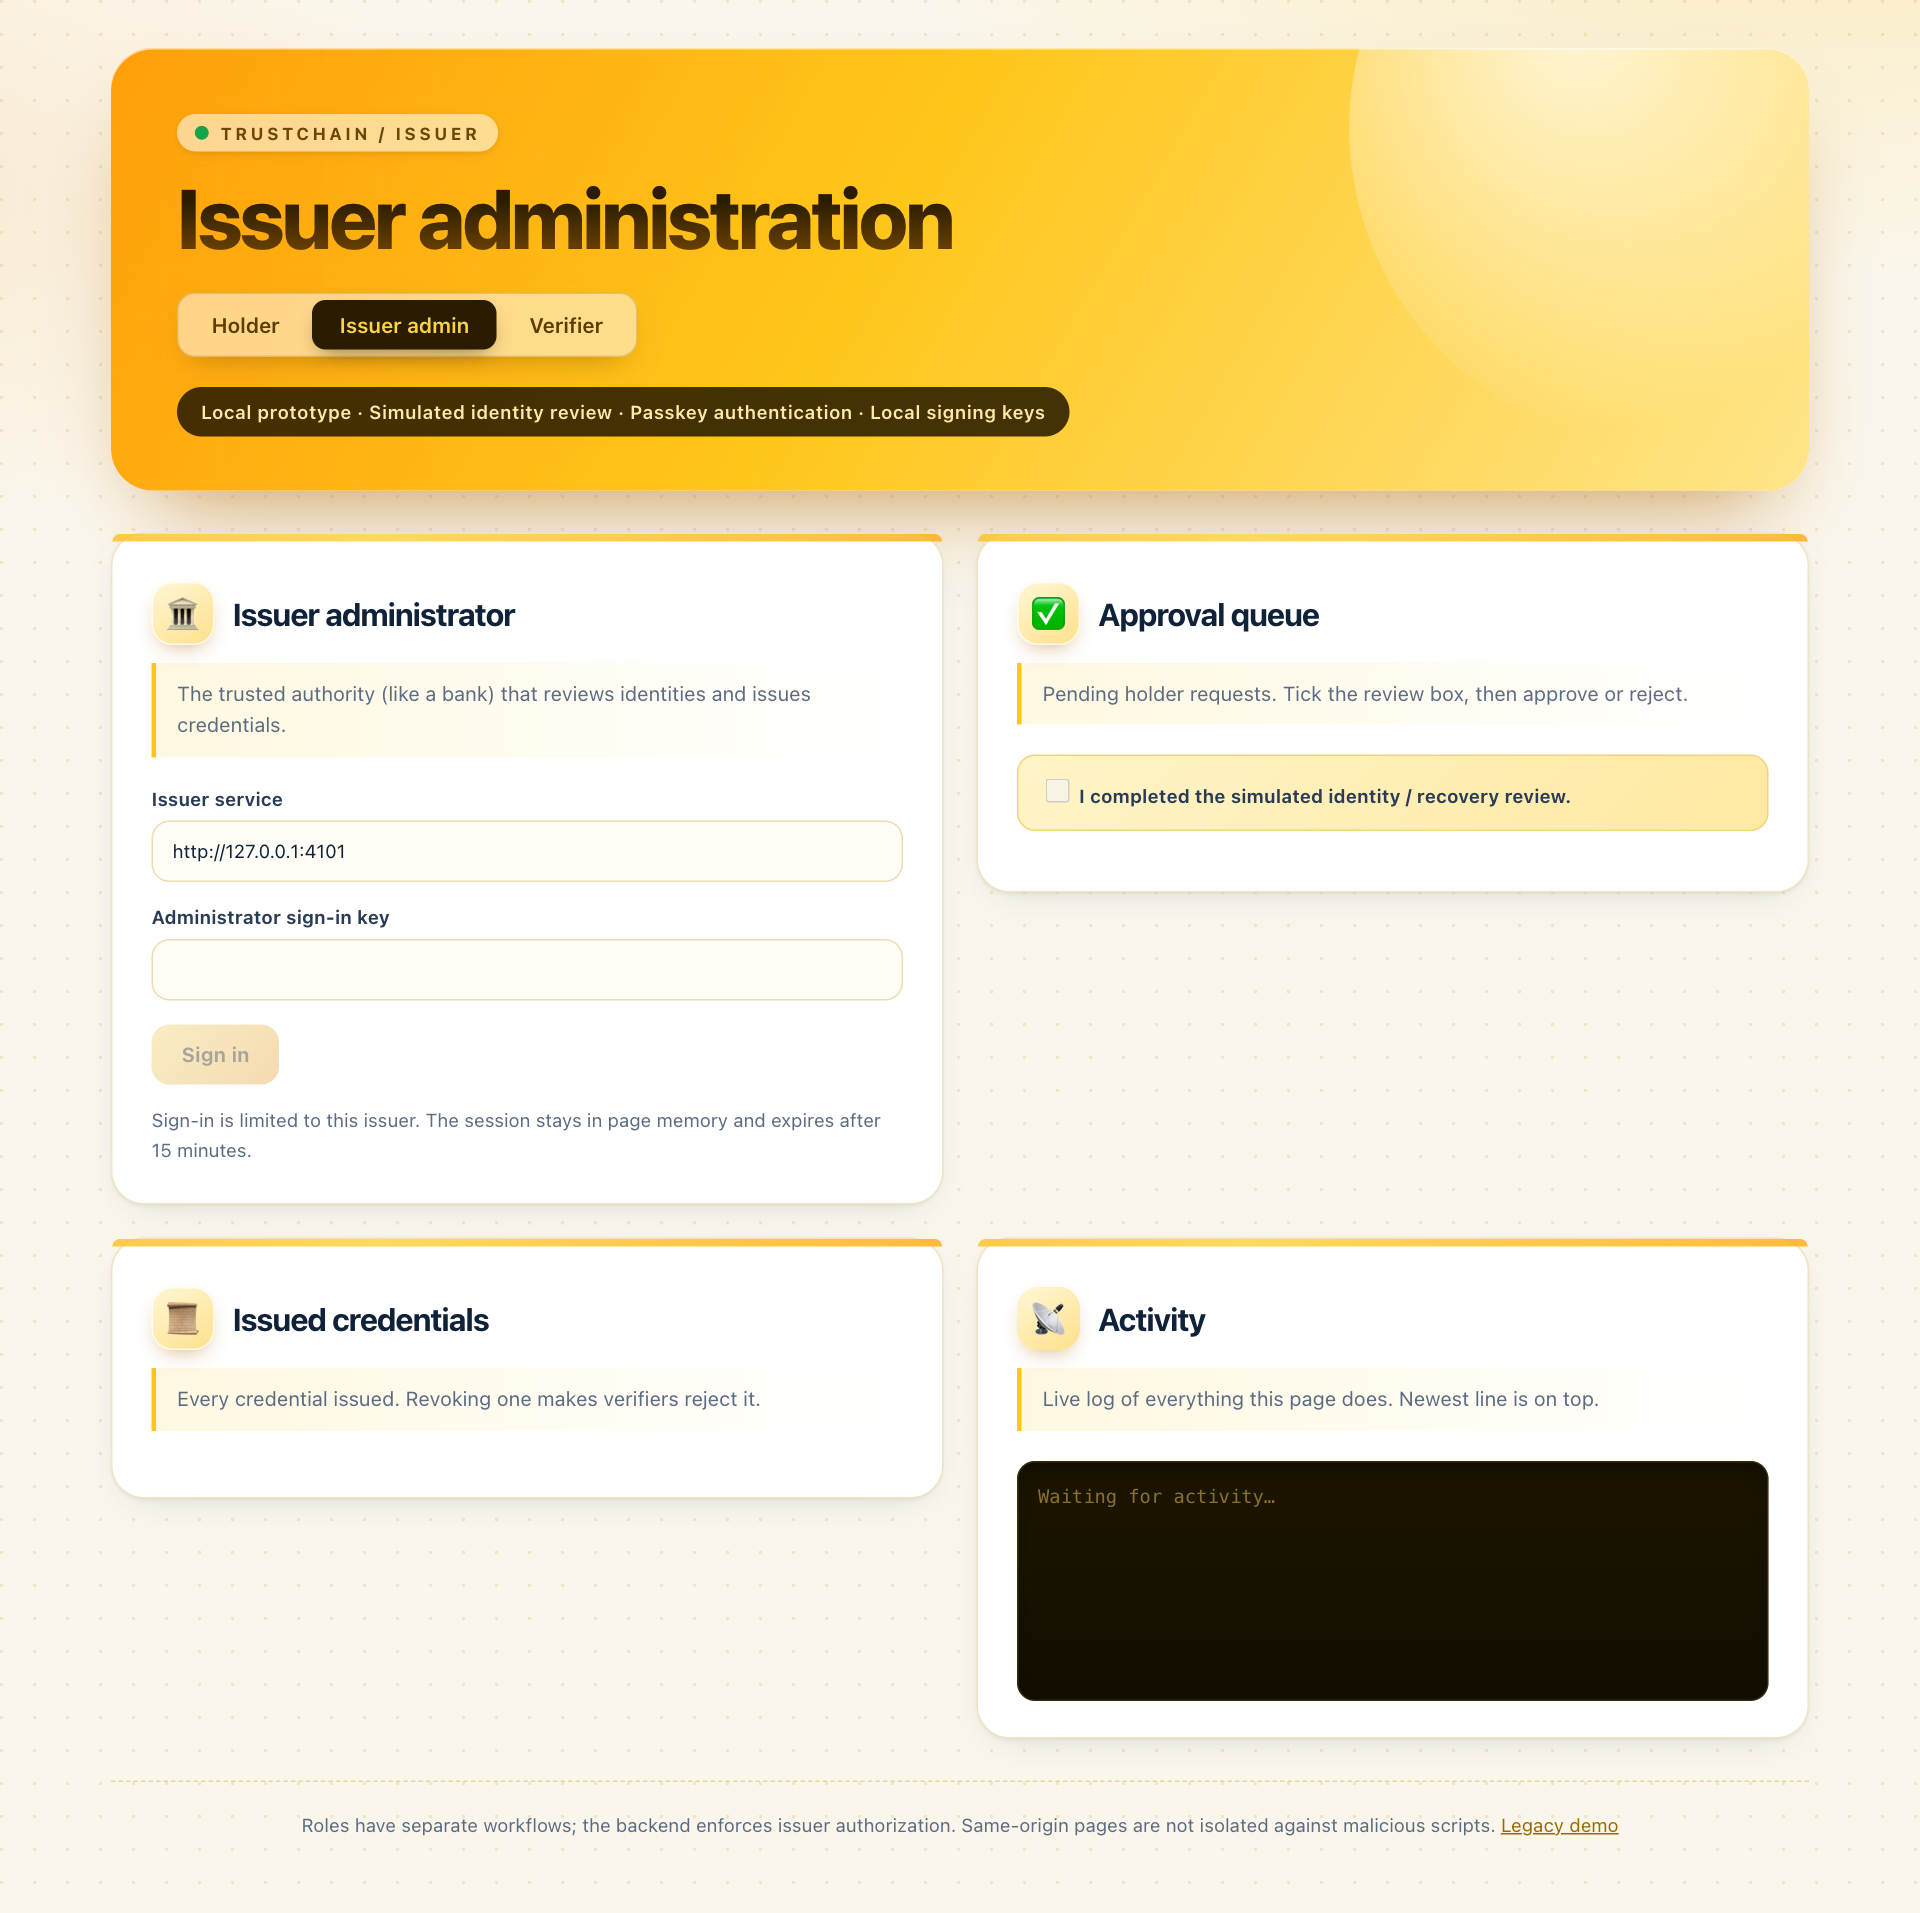 TRUSTCHAIN / ISSUER
Issuer administration
Holder
Issuer admin
Verifier
Local prototype · Simulated identity review · Passkey authentication · Local signing keys
Issuer administrator
The trusted authority (like a bank) that reviews identities and issues
credentials.
Issuer service
http://127.0.0.1:4101
Administrator sign-in key
Sign in
Sign-in is limited to this issuer. The session stays in page memory and expires after
15 minutes.
Approval queue
Pending holder requests. Tick the review box, then approve or reject.
I completed the simulated identity / recovery review.
Issued credentials
Every credential issued. Revoking one makes verifiers reject it.
Activity
Live log of everything this page does. Newest line is on top.
Waiting for activity…
Roles have separate workflows; the backend enforces issuer authorization. Same-origin pages are not isolated against malicious scripts. Legacy demo